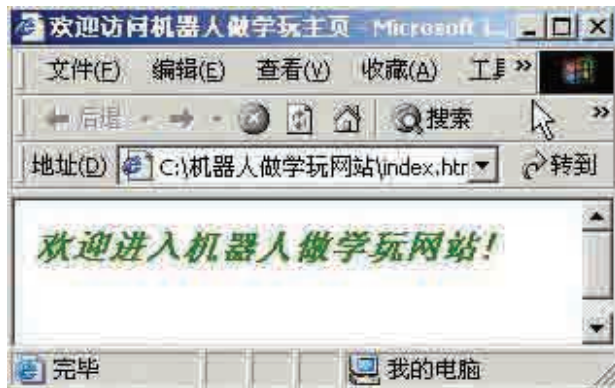 欢迎访问机器人做学玩主页 - Microsoft I...
文件(F) 编辑(E) 查看(V) 收藏(A) 工具 »
后退 搜索 »
地址(D) C:\机器人做学玩网站\index.htm 转到
欢迎进入机器人做学玩网站!
完毕 我的电脑